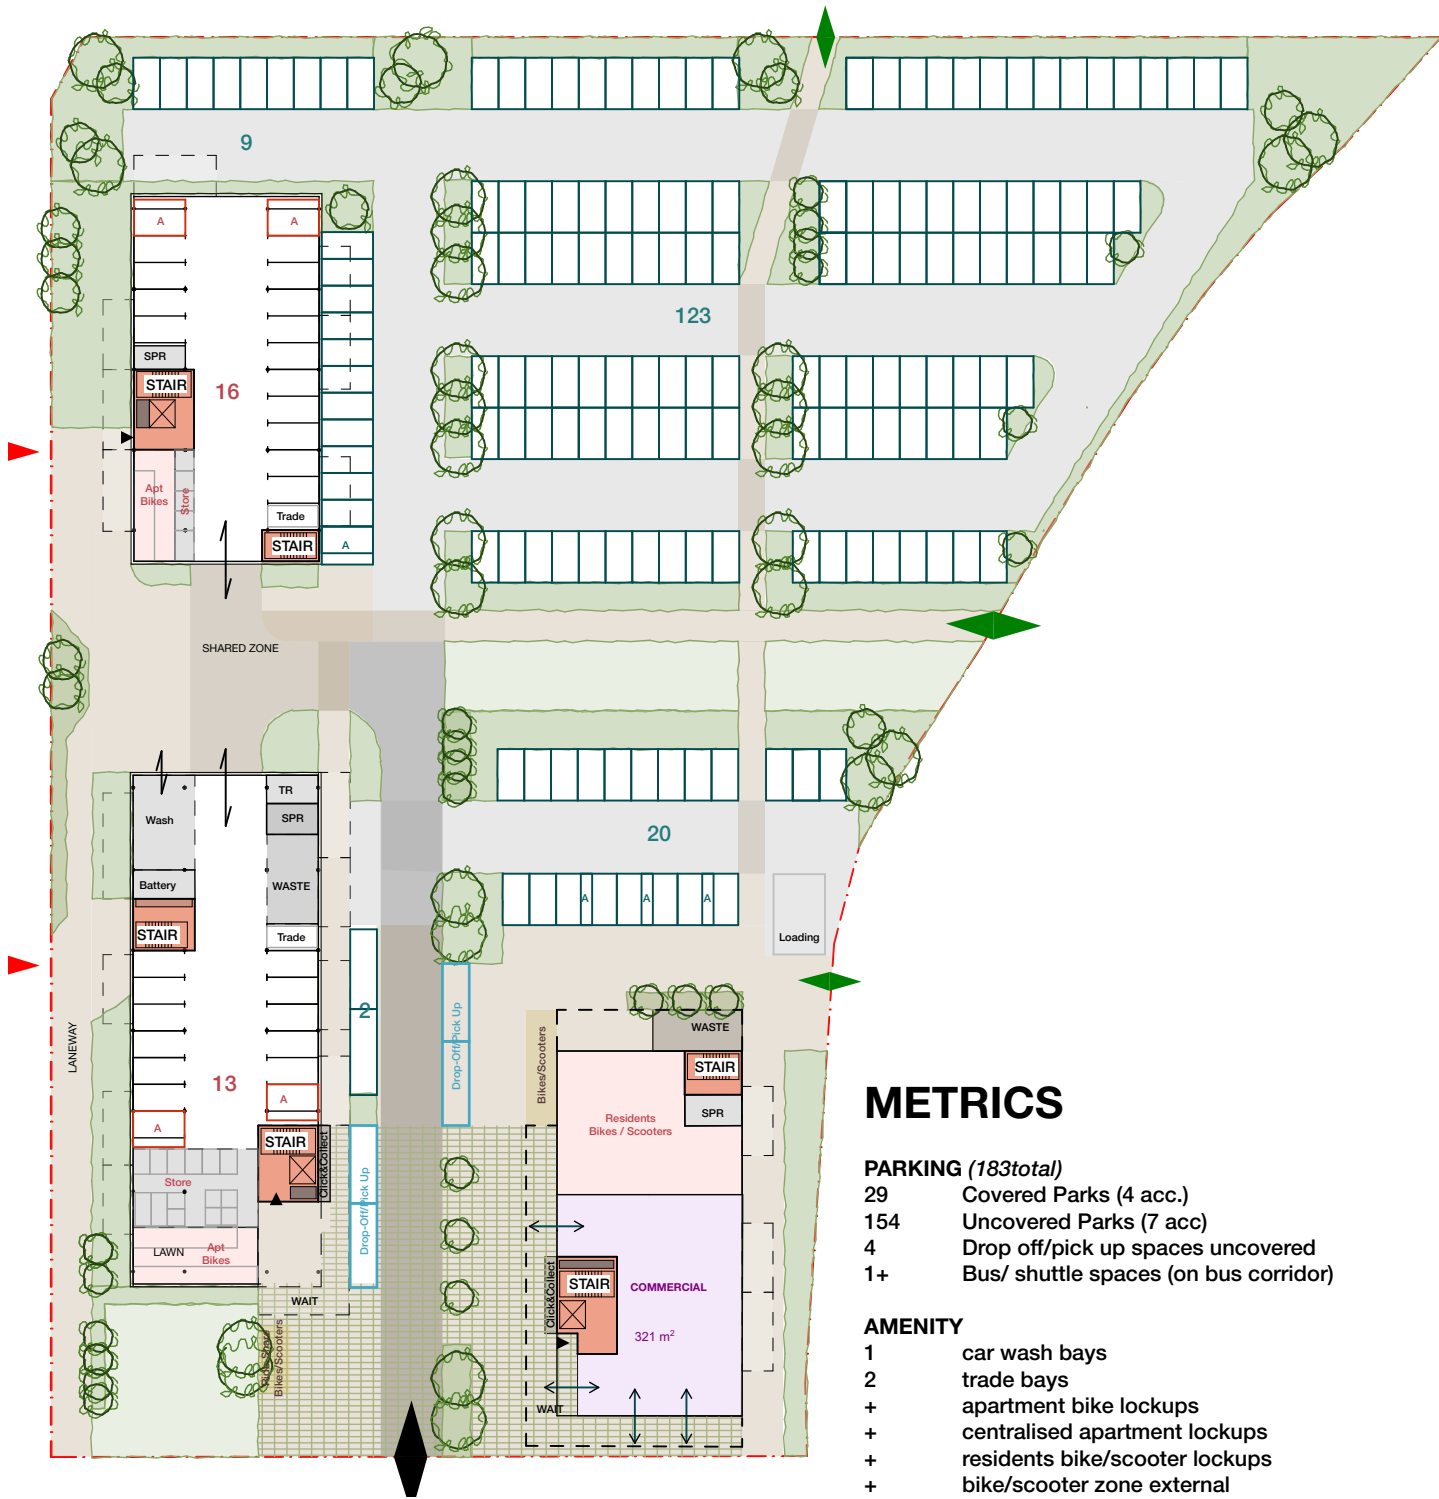 9
A
A
123
SPR
STAIR
16
Apt
Bikes
Store
Trade
STAIR
A
SHARED ZONE
TR
SPR
Wash
Battery
WASTE
STAIR
Trade
20
A
A
A
Loading
2
Drop-Off/Pick Up
Bikes/Scooters
WASTE
STAIR
SPR
LANEWAY
13
A
A
Residents
Bikes / Scooters
STAIR
Click&Collect
Store
Drop-Off/Pick Up
LAWN
Apt
Bikes
WAIT
Bikes/Scooters
Click&Collect
STAIR
COMMERCIAL
321 m²
WAIT
METRICS
PARKING (183total)
29 Covered Parks (4 acc.)
154 Uncovered Parks (7 acc)
4 Drop off/pick up spaces uncovered
1+ Bus/ shuttle spaces (on bus corridor)
AMENITY
1 car wash bays
2 trade bays
+ apartment bike lockups
+ centralised apartment lockups
+ residents bike/scooter lockups
+ bike/scooter zone external